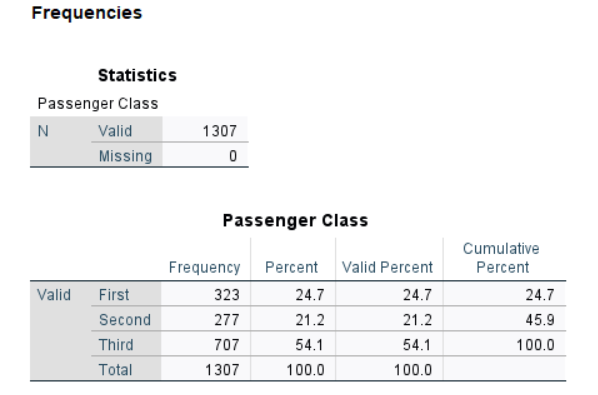 Frequencies
Statistics
Passenger Class
N Valid 1307
Missing 0
Passenger Class
Frequency Percent Valid Percent Cumulative Percent
Valid First 323 24.7 24.7 24.7
Second 277 21.2 21.2 45.9
Third 707 54.1 54.1 100.0
Total 1307 100.0 100.0